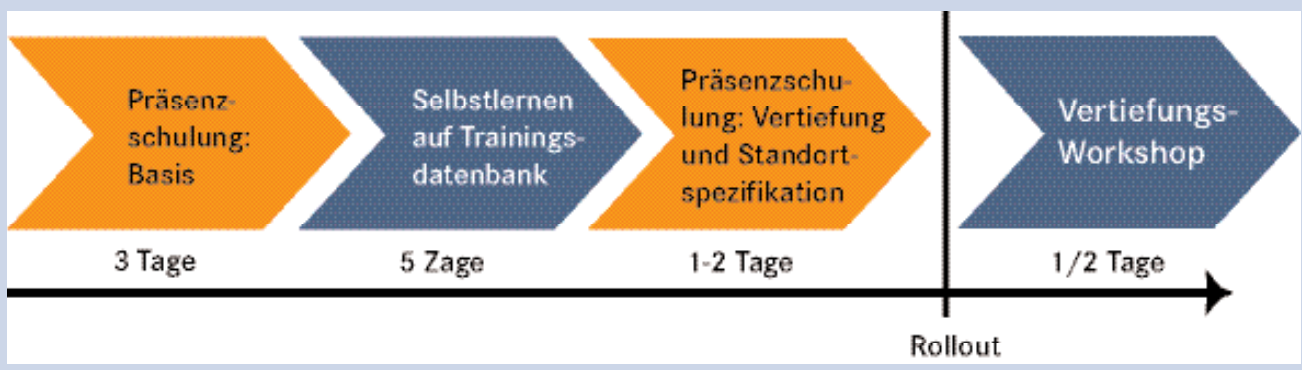 Präsenz-
schulung:
Basis
Selbstlernen
auf Trainings-
datenbank
Präsenzschu-
lung: Vertiefung
und Standort-
spezifikation
Vertiefungs-
Workshop
3 Tage
5 Zage
1-2 Tage
1/2 Tage
Rollout